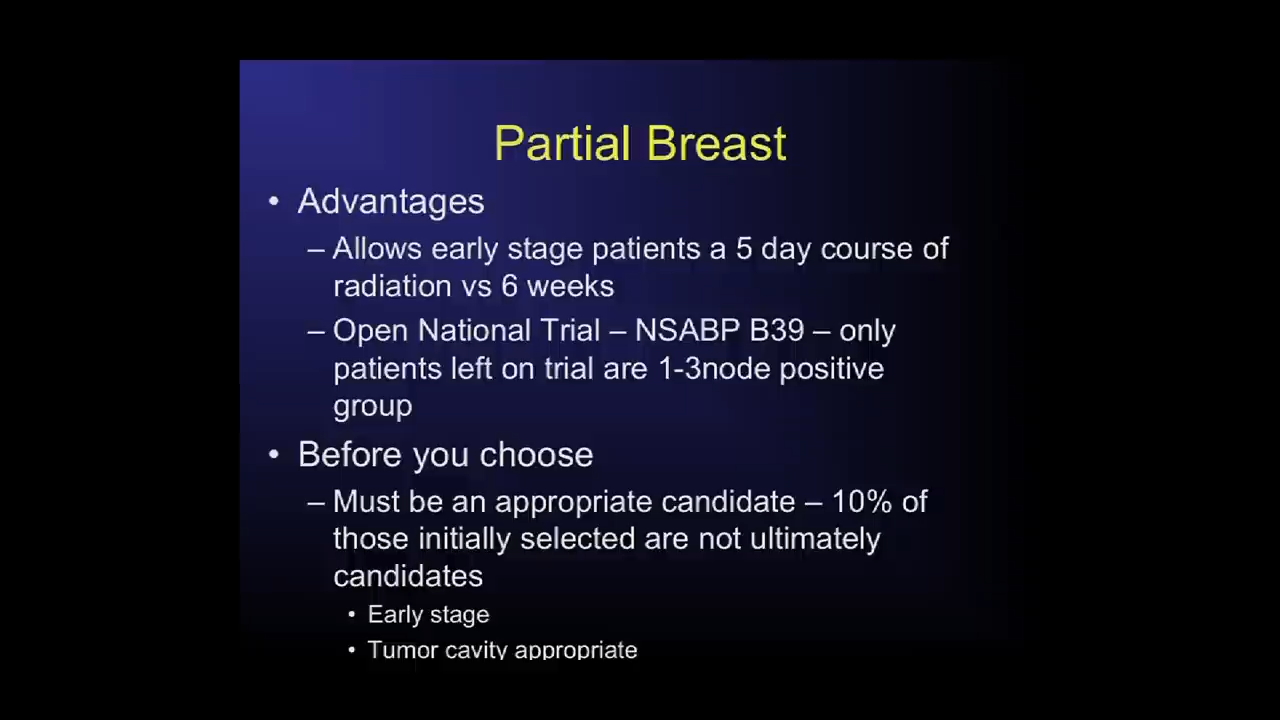 Partial Breast
• Advantages
– Allows early stage patients a 5 day course of
radiation vs 6 weeks
– Open National Trial – NSABP B39 – only
patients left on trial are 1-3node positive
group
• Before you choose
– Must be an appropriate candidate – 10% of
those initially selected are not ultimately
candidates
• Early stage
• Tumor cavity appropriate